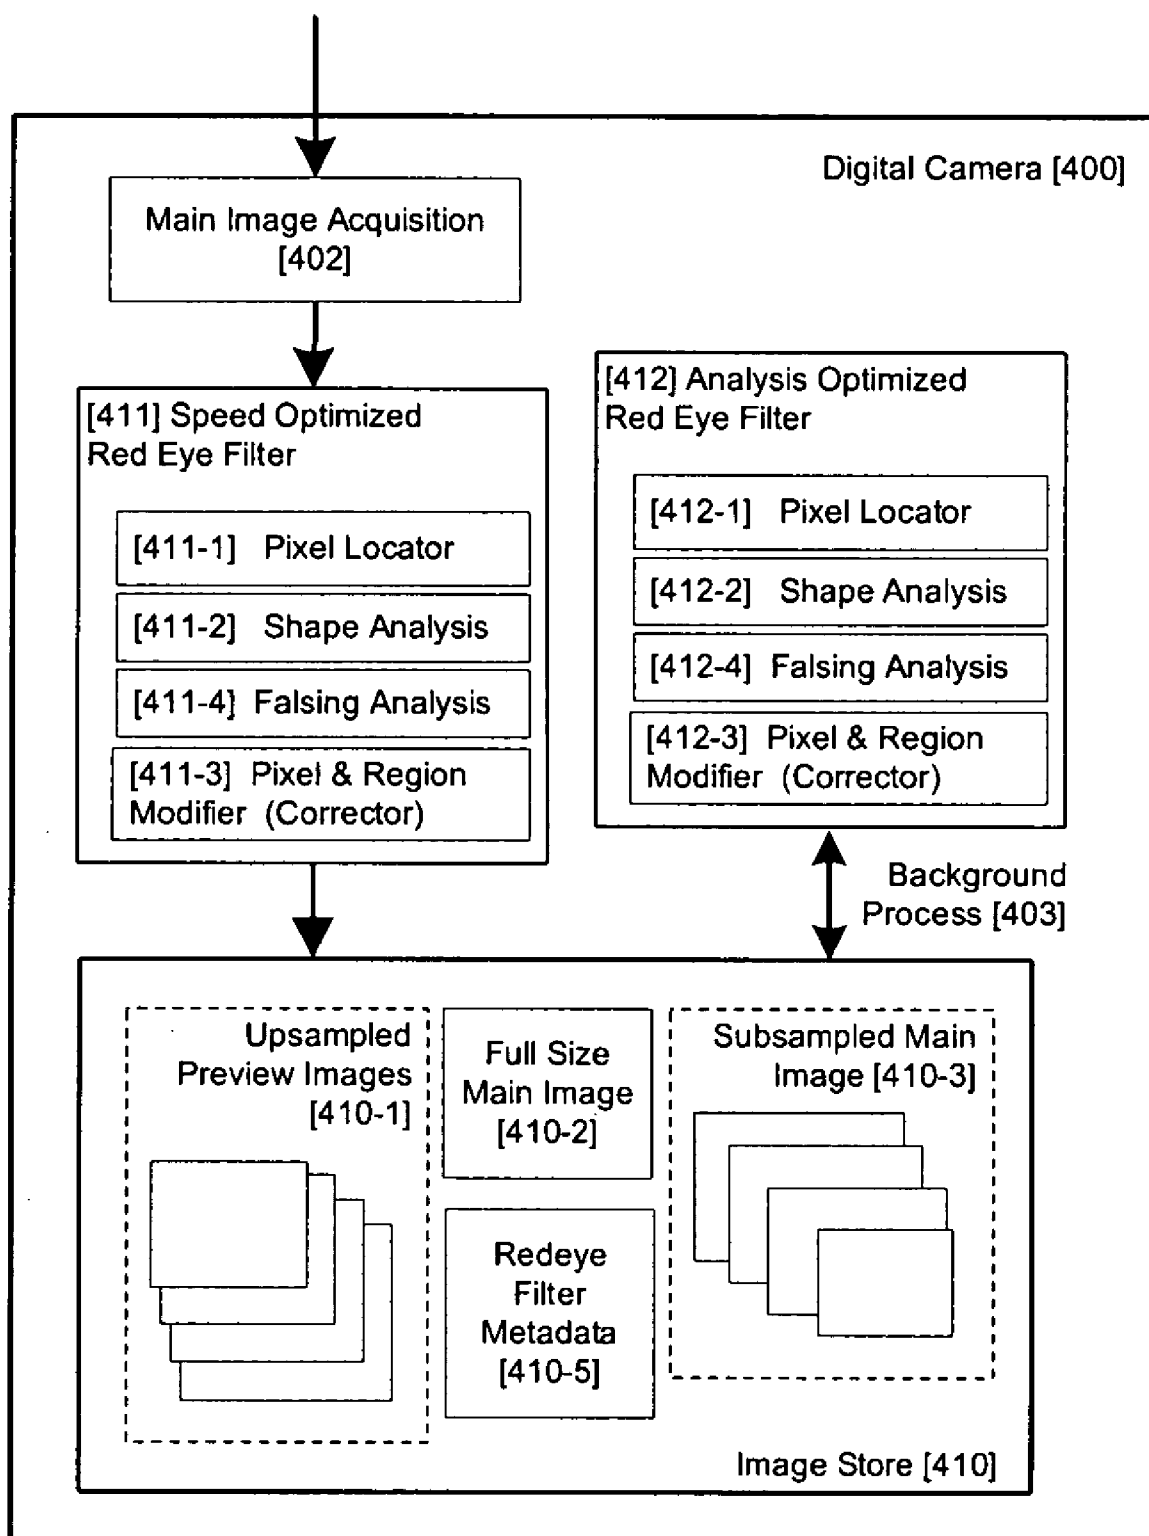 Digital Camera [400]
Main Image Acquisition
[402]
[411] Speed Optimized
Red Eye Filter
[411-1] Pixel Locator
[411-2] Shape Analysis
[411-4] Falsing Analysis
[411-3] Pixel & Region
Modifier (Corrector)
[412] Analysis Optimized
Red Eye Filter
[412-1] Pixel Locator
[412-2] Shape Analysis
[412-4] Falsing Analysis
[412-3] Pixel & Region
Modifier (Corrector)
Background
Process [403]
Upsampled
Preview Images
[410-1]
Full Size
Main Image
[410-2]
Subsampled Main
Image [410-3]
Redeye
Filter
Metadata
[410-5]
Image Store [410]